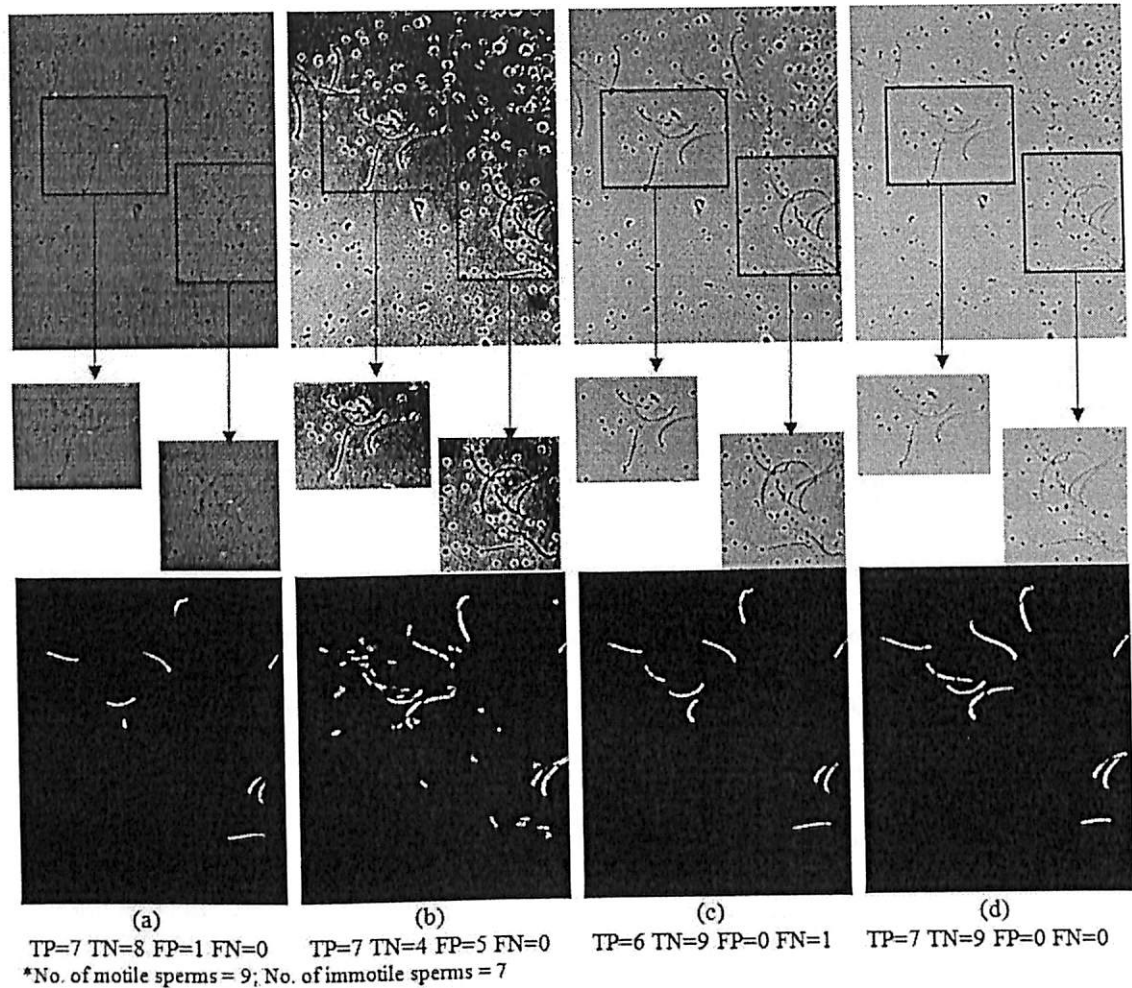 (a) (b) (c) (d)
TP=7 TN=8 FP=1 FN=0 TP=7 TN=4 FP=5 FN=0 TP=6 TN=9 FP=0 FN=1 TP=7 TN=9 FP=0 FN=0
*No. of motile sperms = 9; No. of immotile sperms = 7